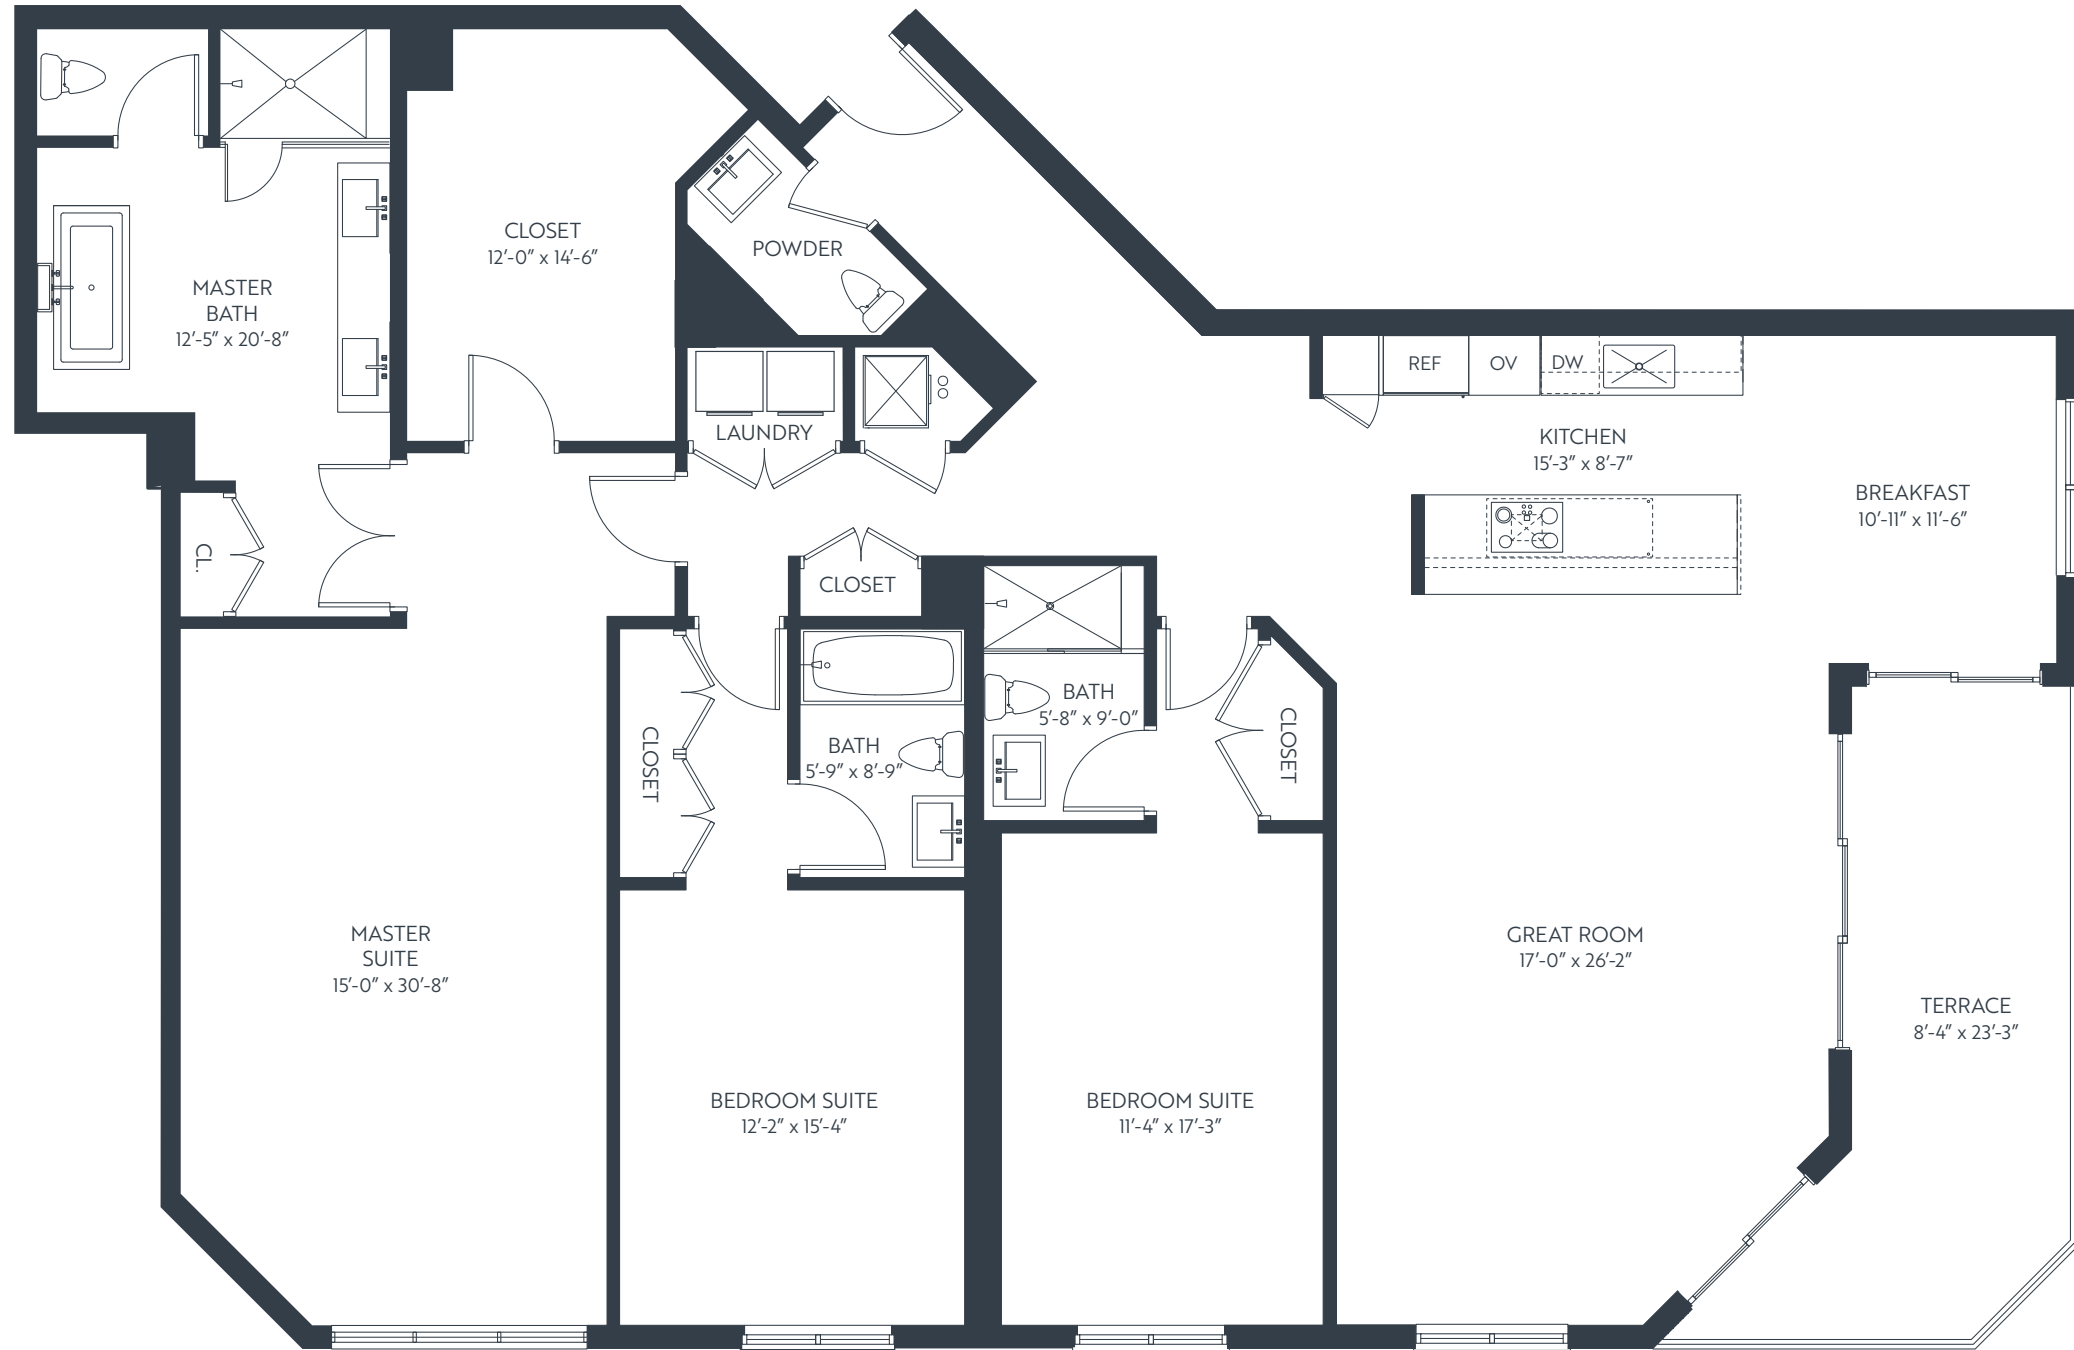 CLOSET
12'-0" x 14'-6"
POWDER
MASTER
BATH
12'-5" x 20'-8"
REF
OV
DW
LAUNDRY
KITCHEN
15'-3" x 8'-7"
BREAKFAST
10'-11" x 11'-6"
CL.
CLOSET
BATH
5'-8" x 9'-0"
CLOSET
CLOSET
BATH
5'-9" x 8'-9"
MASTER
SUITE
15'-0" x 30'-8"
GREAT ROOM
17'-0" x 26'-2"
TERRACE
8'-4" x 23'-3"
BEDROOM SUITE
12'-2" x 15'-4"
BEDROOM SUITE
11'-4" x 17'-3"